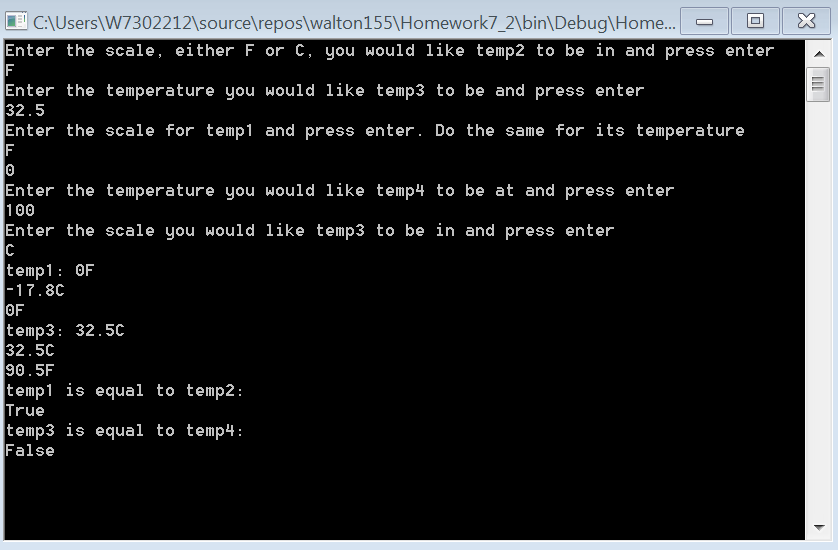 C:\Users\W7302212\source\repos\walton155\Homework7_2\bin\Debug\Home...
Enter the scale, either F or C, you would like temp2 to be in and press enter
F
Enter the temperature you would like temp3 to be and press enter
32.5
Enter the scale for temp1 and press enter. Do the same for its temperature
F
0
Enter the temperature you would like temp4 to be at and press enter
100
Enter the scale you would like temp3 to be in and press enter
C
temp1: 0F
-17.8C
0F
temp3: 32.5C
32.5C
90.5F
temp1 is equal to temp2:
True
temp3 is equal to temp4:
False